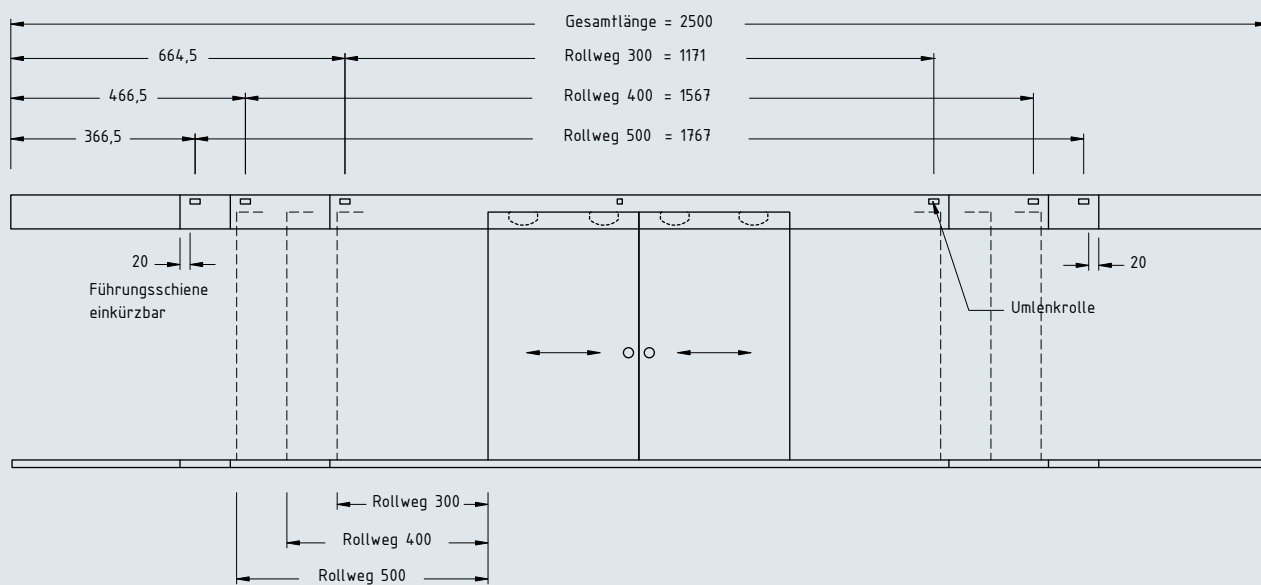 Gesamtlänge = 2500
664,5
Rollweg 300 = 1171
466,5
Rollweg 400 = 1567
366,5
Rollweg 500 = 1767
20
20
Führungsschiene
einkürzbar
Umlenkrolle
Rollweg 300
Rollweg 400
Rollweg 500